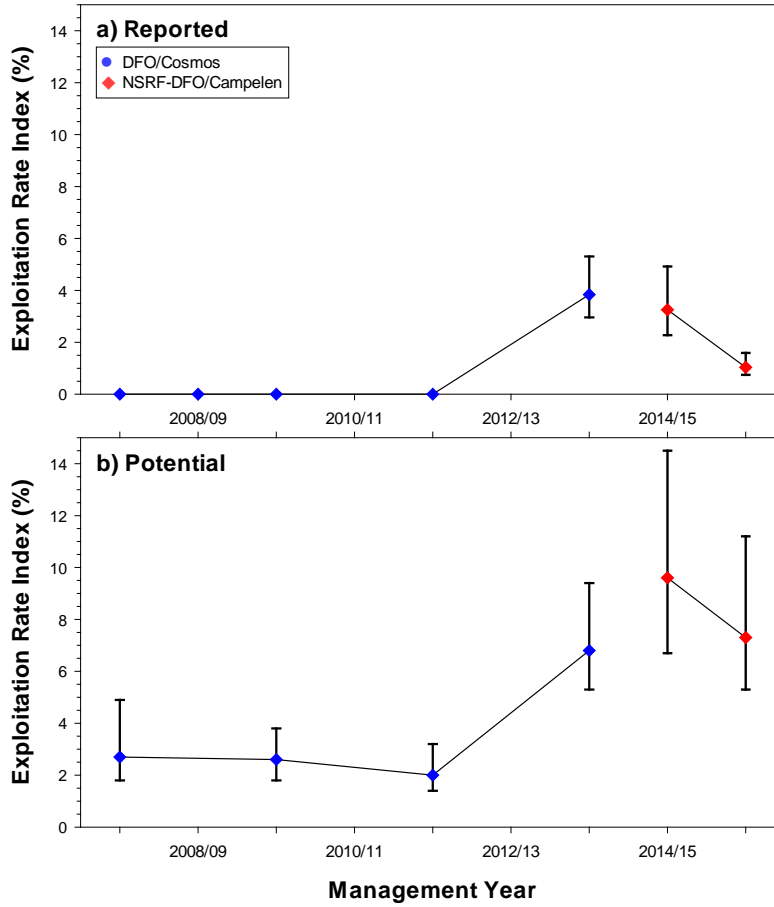 a) Reported
DFO/Cosmos
NSRF-DFO/Campelen
Exploitation Rate Index (%)
14
12
10
8
6
4
2
0
2008/09 2010/11 2012/13 2014/15
b) Potential
Exploitation Rate Index (%)
14
12
10
8
6
4
2
0
2008/09 2010/11 2012/13 2014/15
Management Year